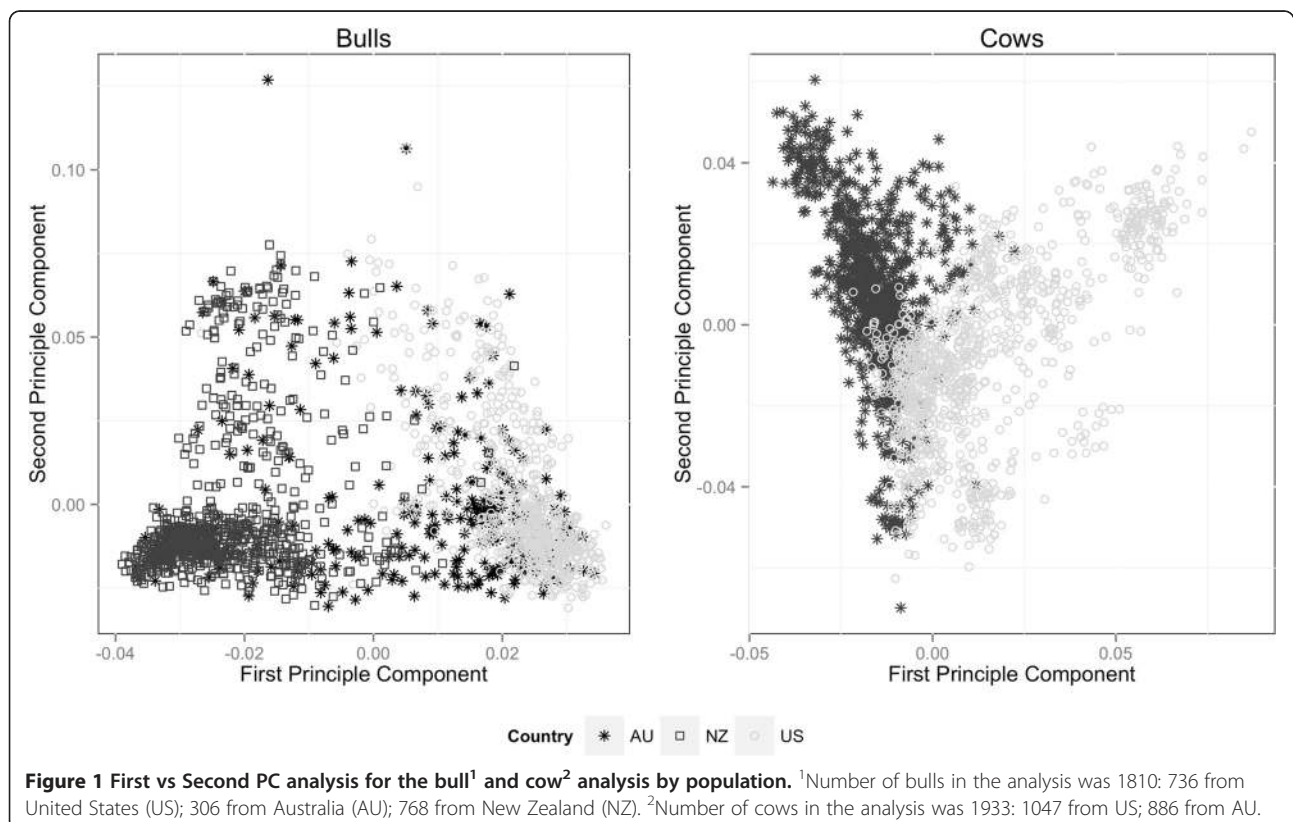 Bulls
Cows
0.10
0.05
0.00
Second Principle Component
-0.04
-0.02
0.00
0.02
First Principle Component
0.04
0.00
-0.04
Second Principle Component
-0.05
0.00
0.05
First Principle Component
Country AU NZ US
Figure 1 First vs Second PC analysis for the bull¹ and cow² analysis by population. ¹Number of bulls in the analysis was 1810: 736 from
United States (US); 306 from Australia (AU); 768 from New Zealand (NZ). ²Number of cows in the analysis was 1933: 1047 from US; 886 from AU.